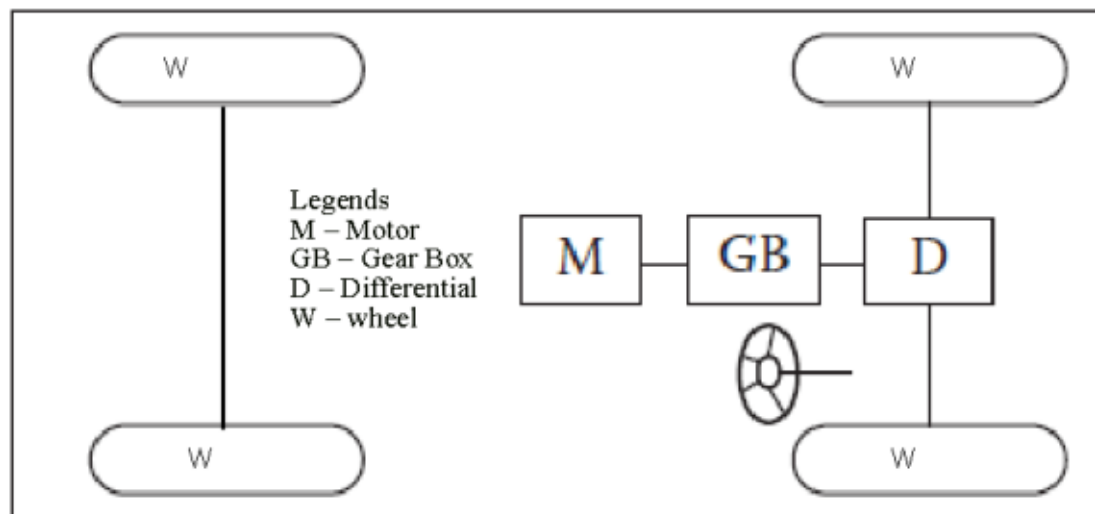 W
W
Legends
M – Motor
GB – Gear Box
D – Differential
W – wheel
M
GB
D
W
W